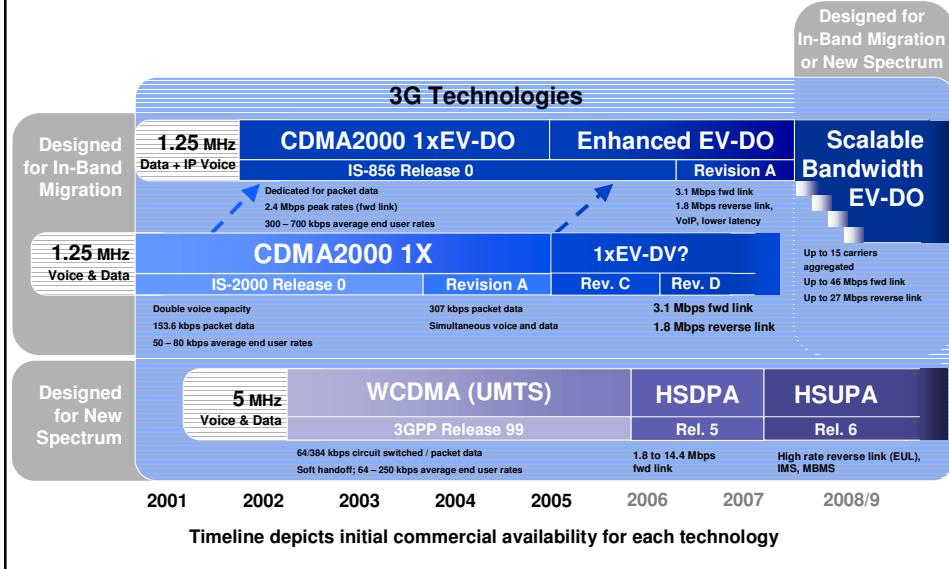 Designed for
In-Band Migration
or New Spectrum
3G Technologies
Designed
for In-Band
Migration
1.25 MHz
Data + IP Voice
CDMA2000 1xEV-DO
Enhanced EV-DO
IS-856 Release 0
Revision A
Scalable
Bandwidth
EV-DO
Dedicated for packet data
2.4 Mbps peak rates (fwd link)
300 – 700 kbps average end user rates
3.1 Mbps fwd link
1.8 Mbps reverse link,
VoIP, lower latency
1.25 MHz
Voice & Data
CDMA2000 1X
1xEV-DV?
IS-2000 Release 0
Revision A
Rev. C
Rev. D
Up to 15 carriers
aggregated
Up to 46 Mbps fwd link
Up to 27 Mbps reverse link
Double voice capacity
153.6 kbps packet data
50 – 80 kbps average end user rates
307 kbps packet data
Simultaneous voice and data
3.1 Mbps fwd link
1.8 Mbps reverse link
Designed
for New
Spectrum
5 MHz
Voice & Data
WCDMA (UMTS)
HSDPA
HSUPA
3GPP Release 99
Rel. 5
Rel. 6
64/384 kbps circuit switched / packet data
Soft handoff; 64 – 250 kbps average end user rates
1.8 to 14.4 Mbps
fwd link
High rate reverse link (EUL),
IMS, MBMS
2001 2002 2003 2004 2005 2006 2007 2008/9
Timeline depicts initial commercial availability for each technology